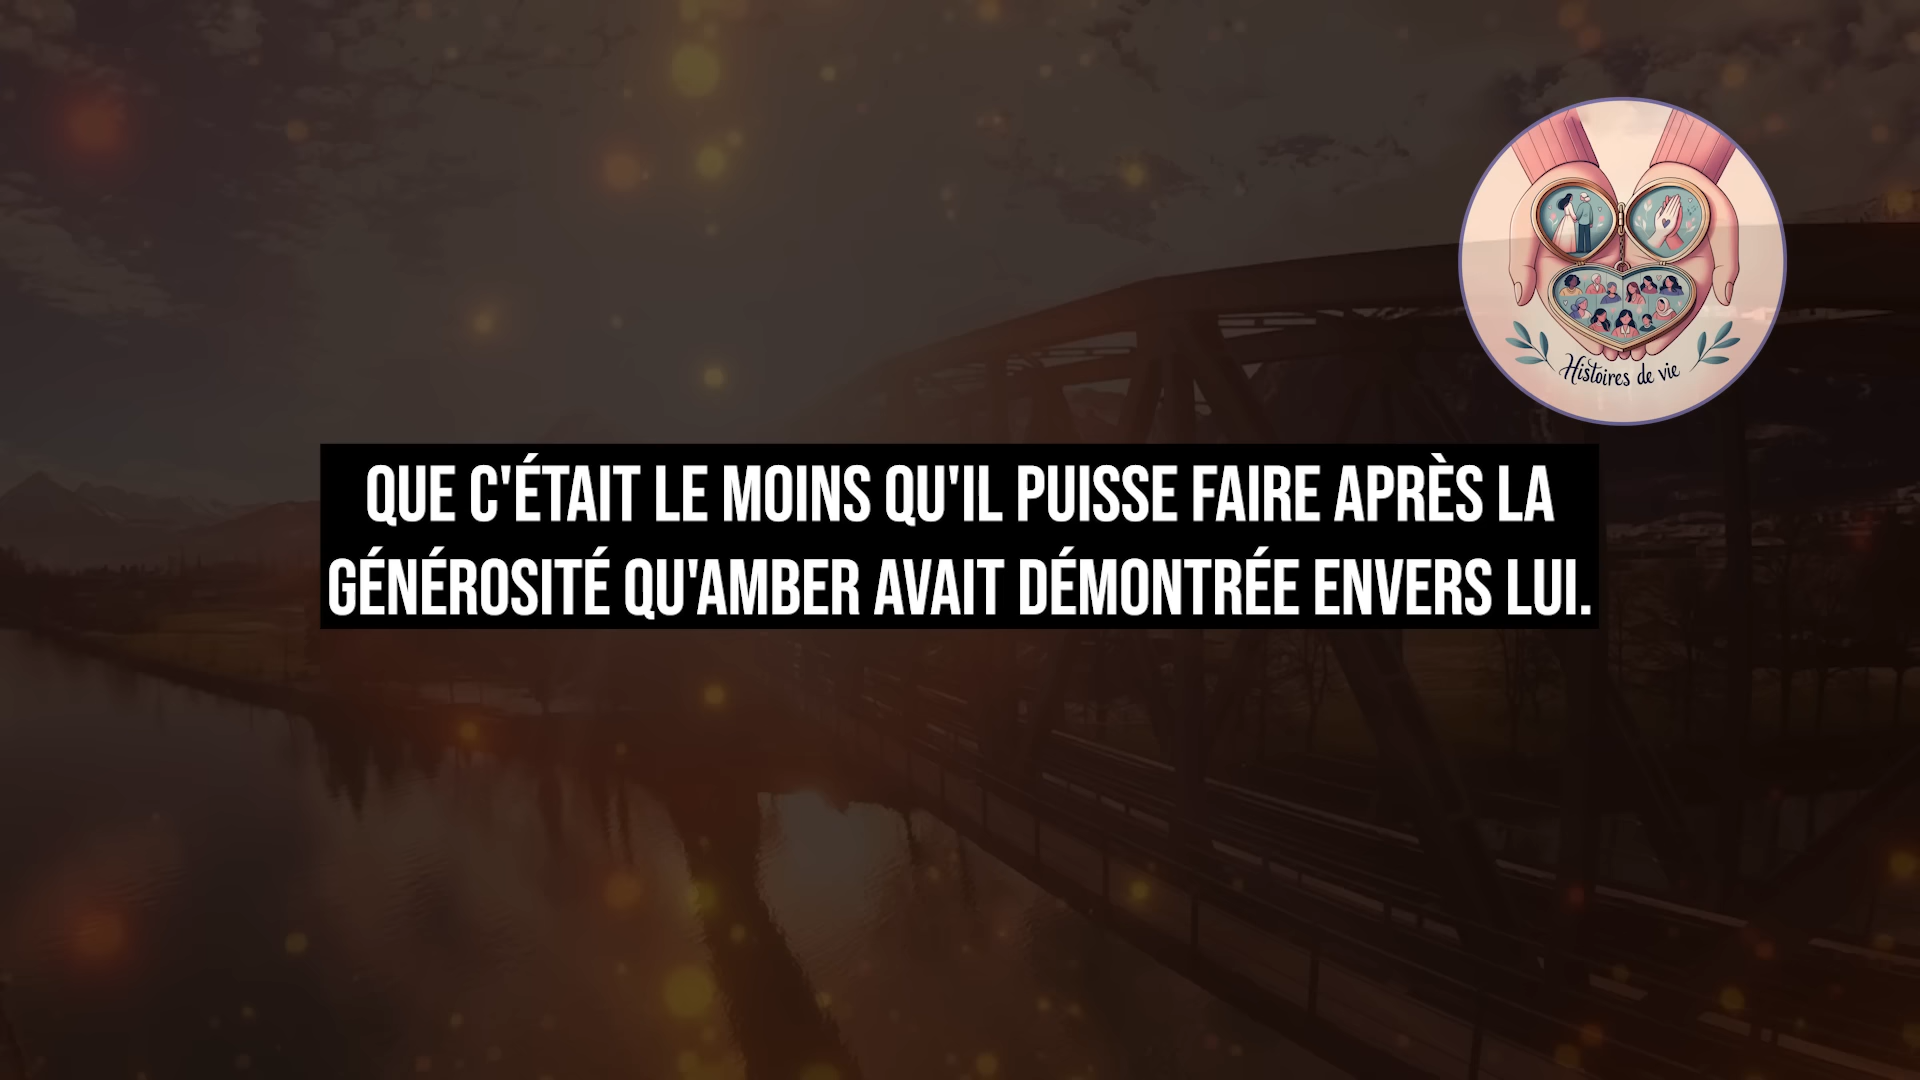 Histoires de vie
QUE C'ÉTAIT LE MOINS QU'IL PUISSE FAIRE APRÈS LA
GÉNÉROSITÉ QU'AMBER AVAIT DÉMONTRÉE ENVERS LUI.